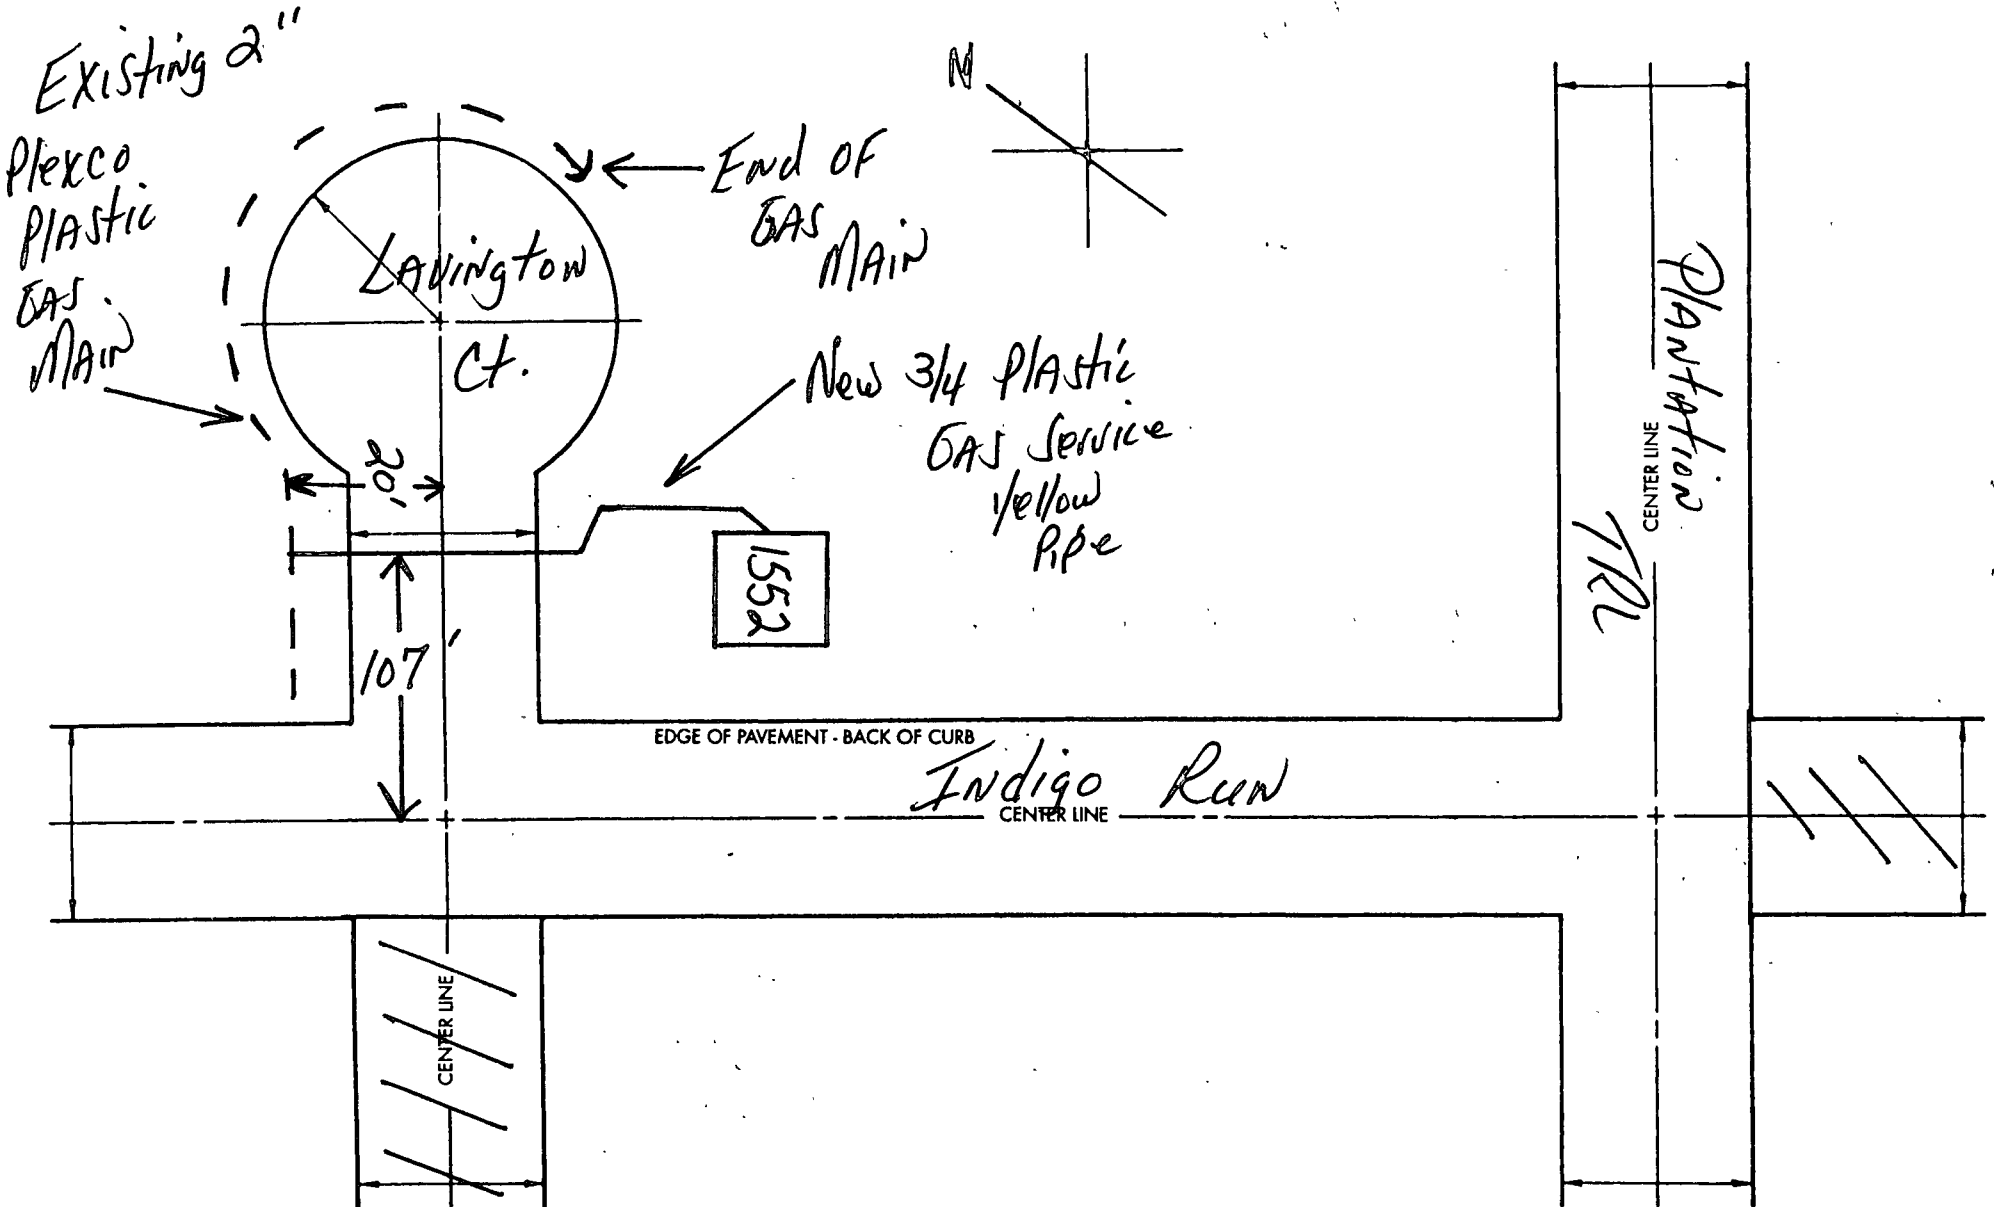 Existing 2"
Plexco
Plastic
GAS
MAIN
N
End OF
GAS
MAIN
Lavington
Ct.
New 3/4 Plastic
GAS Service
Yellow
Pipe
20'
1552
107'
Plantation
TRL
CENTER LINE
EDGE OF PAVEMENT - BACK OF CURB
Indigo Run
CENTER LINE
CENTER LINE